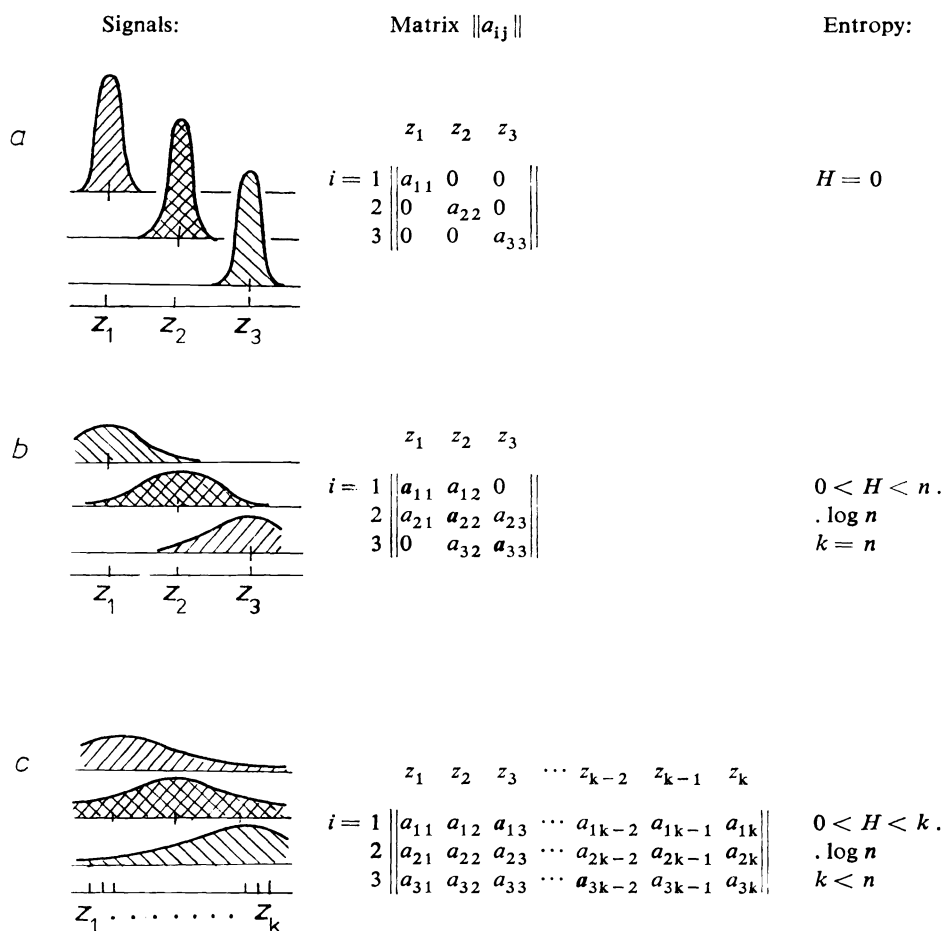 Signals: Matrix ‖a_ij‖ Entropy:
a
z_1 z_2 z_3
i = 1 ‖a_11 0 0‖ H = 0
2 ‖0 a_22 0‖
3 ‖0 0 a_33‖
Z_1 Z_2 Z_3
b
z_1 z_2 z_3
i = 1 ‖a_11 a_12 0‖ 0 < H < n .
2 ‖a_21 a_22 a_23‖ . log n
3 ‖0 a_32 a_33‖ k = n
Z_1 Z_2 Z_3
c
z_1 z_2 z_3 ··· z_k−2 z_k−1 z_k
i = 1 ‖a_11 a_12 a_13 ··· a_1k−2 a_1k−1 a_1k‖ 0 < H < k .
2 ‖a_21 a_22 a_23 ··· a_2k−2 a_2k−1 a_2k‖ . log n
3 ‖a_31 a_32 a_33 ··· a_3k−2 a_3k−1 a_3k‖ k < n
Z_1 . . . . . . . Z_k